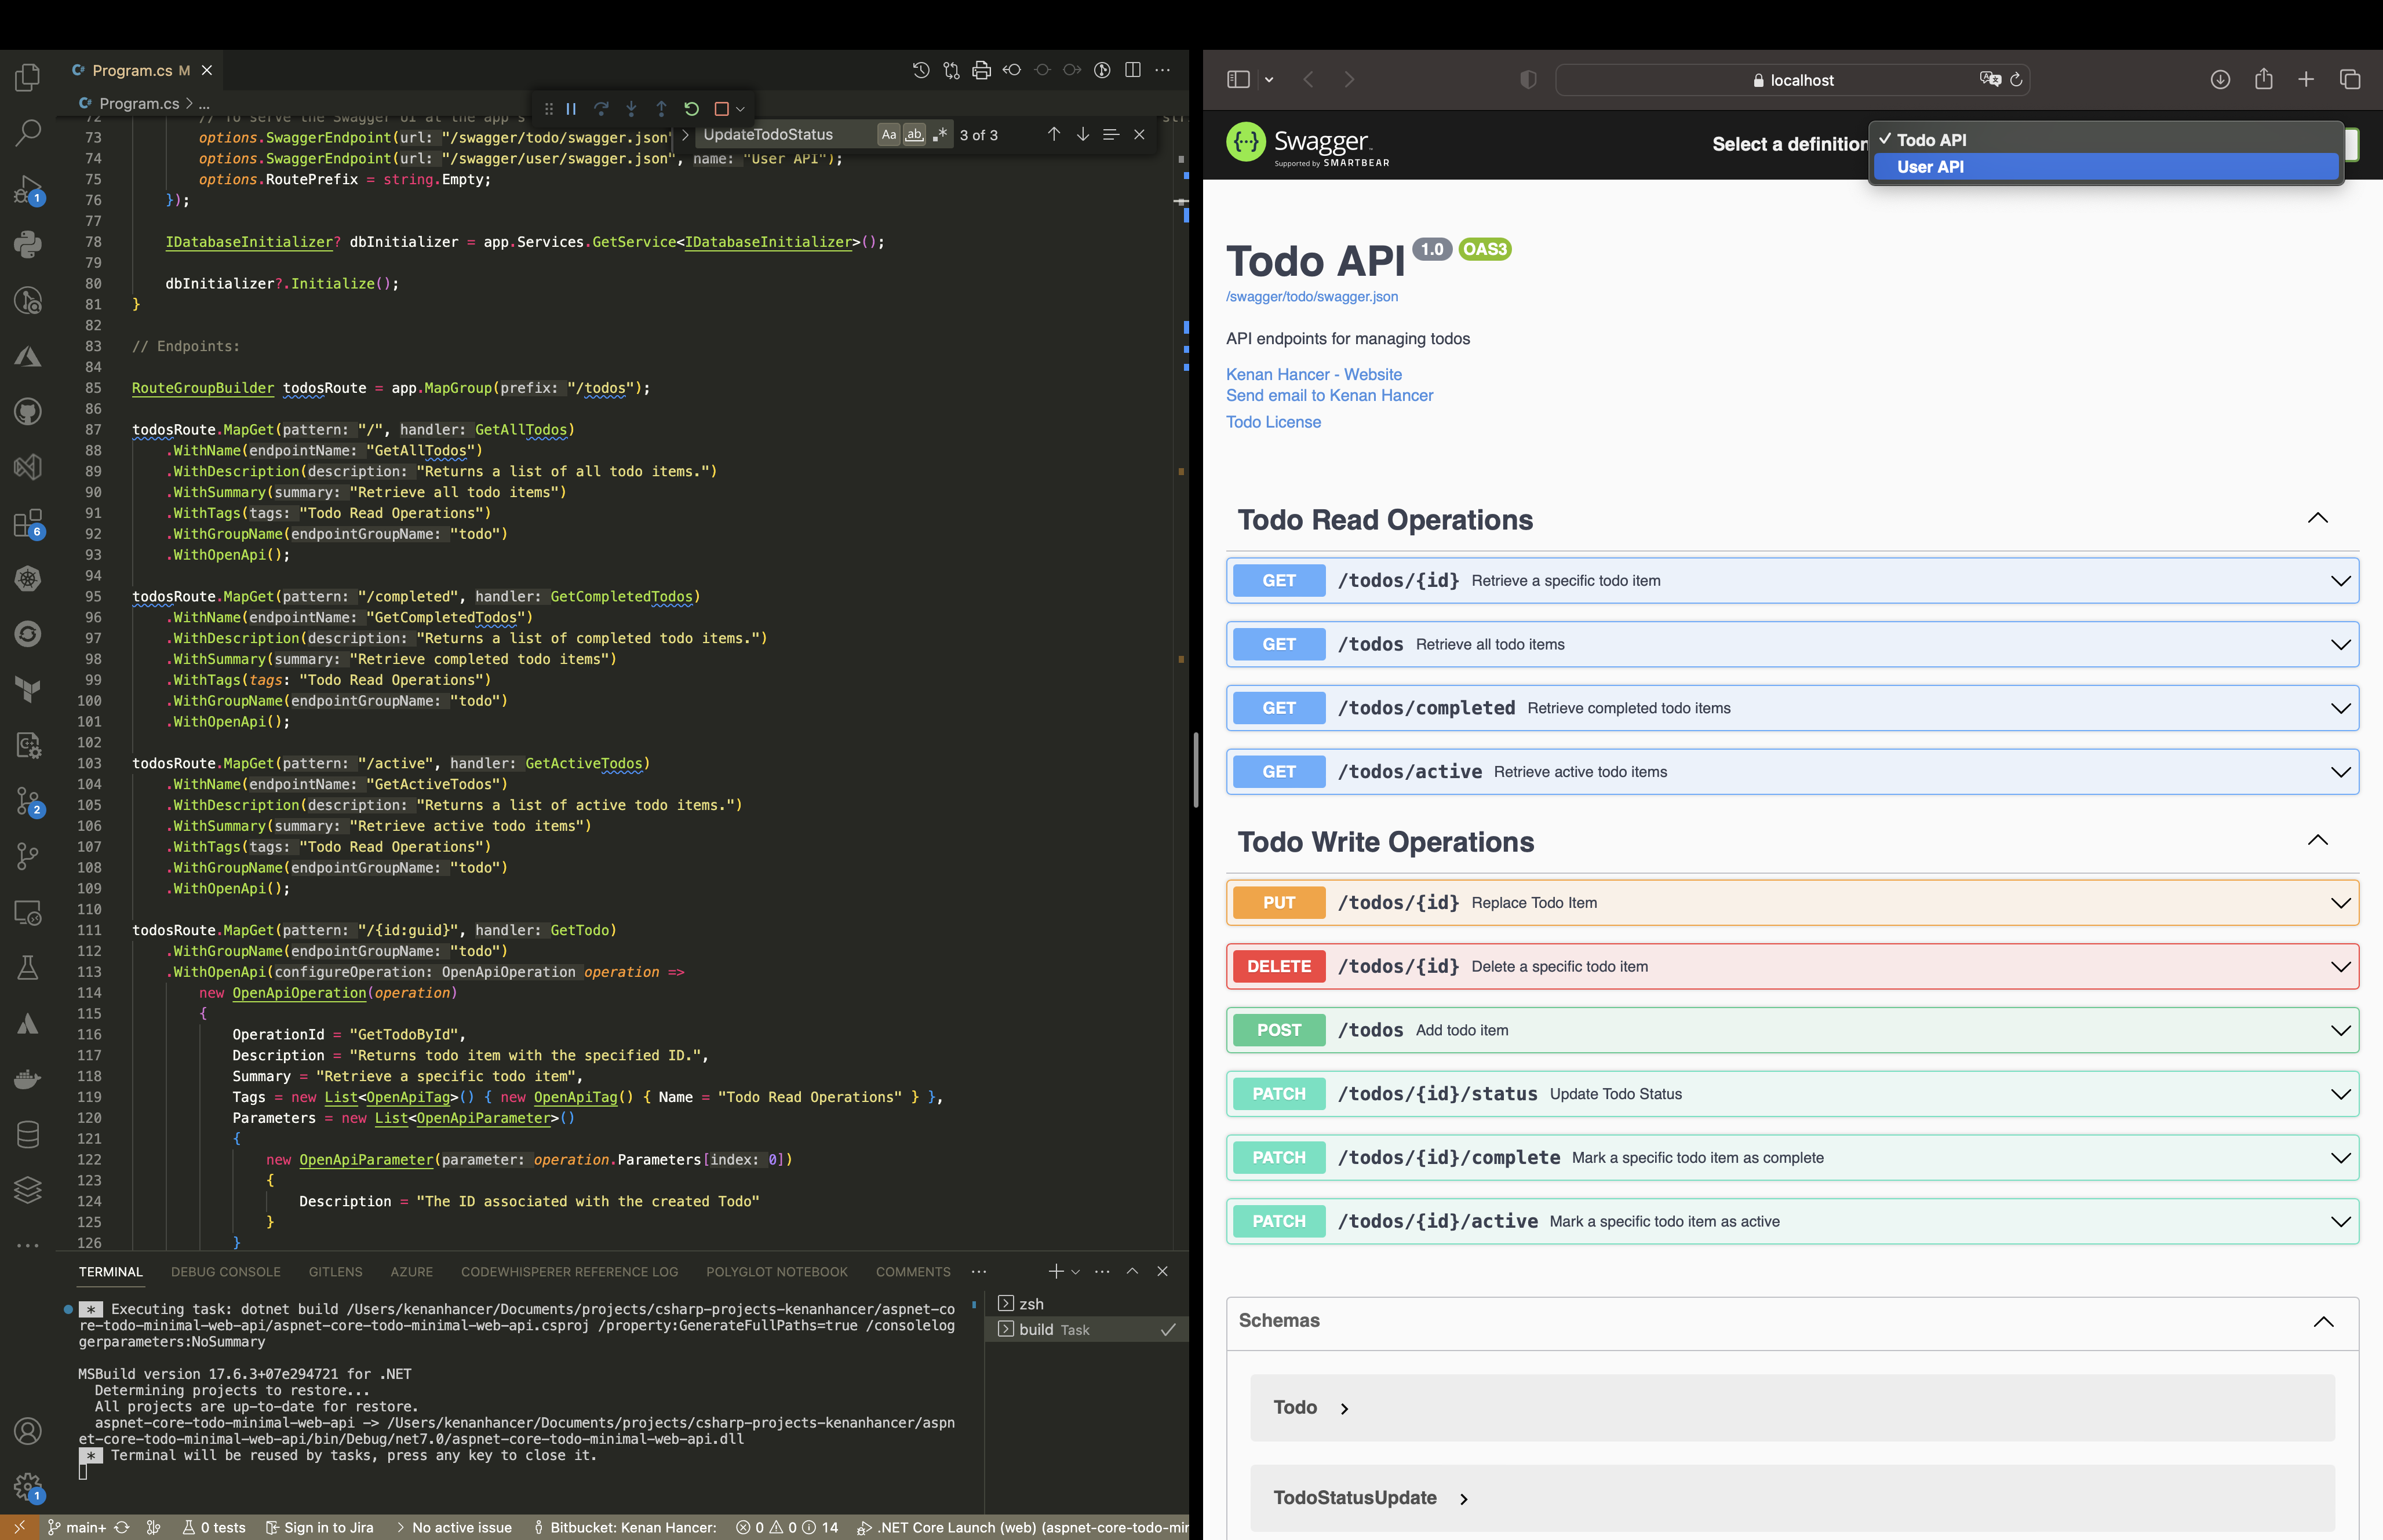 Program.cs M
Program.cs > ...
UpdateTodoStatus
Aa
ab
3 of 3
72 // To serve the Swagger UI at the app's
73 options.SwaggerEndpoint(url: "/swagger/todo/swagger.json"
74 options.SwaggerEndpoint(url: "/swagger/user/swagger.json", name: "User API");
75 options.RoutePrefix = string.Empty;
76 });
77
78 IDatabaseInitializer? dbInitializer = app.Services.GetService<IDatabaseInitializer>();
79
80 dbInitializer?.Initialize();
81 }
82
83 // Endpoints:
84
85 RouteGroupBuilder todosRoute = app.MapGroup(prefix: "/todos");
86
87 todosRoute.MapGet(pattern: "/", handler: GetAllTodos)
88 .WithName(endpointName: "GetAllTodos")
89 .WithDescription(description: "Returns a list of all todo items.")
90 .WithSummary(summary: "Retrieve all todo items")
91 .WithTags(tags: "Todo Read Operations")
92 .WithGroupName(endpointGroupName: "todo")
93 .WithOpenApi();
94
95 todosRoute.MapGet(pattern: "/completed", handler: GetCompletedTodos)
96 .WithName(endpointName: "GetCompletedTodos")
97 .WithDescription(description: "Returns a list of completed todo items.")
98 .WithSummary(summary: "Retrieve completed todo items")
99 .WithTags(tags: "Todo Read Operations")
100 .WithGroupName(endpointGroupName: "todo")
101 .WithOpenApi();
102
103 todosRoute.MapGet(pattern: "/active", handler: GetActiveTodos)
104 .WithName(endpointName: "GetActiveTodos")
105 .WithDescription(description: "Returns a list of active todo items.")
106 .WithSummary(summary: "Retrieve active todo items")
107 .WithTags(tags: "Todo Read Operations")
108 .WithGroupName(endpointGroupName: "todo")
109 .WithOpenApi();
110
111 todosRoute.MapGet(pattern: "/{id:guid}", handler: GetTodo)
112 .WithGroupName(endpointGroupName: "todo")
113 .WithOpenApi(configureOperation: OpenApiOperation operation =>
114 new OpenApiOperation(operation)
115 {
116 OperationId = "GetTodoById",
117 Description = "Returns todo item with the specified ID.",
118 Summary = "Retrieve a specific todo item",
119 Tags = new List<OpenApiTag>() { new OpenApiTag() { Name = "Todo Read Operations" } },
120 Parameters = new List<OpenApiParameter>()
121 {
122 new OpenApiParameter(parameter: operation.Parameters[index: 0])
123 {
124 Description = "The ID associated with the created Todo"
125 }
126 }
1
6
2
1
TERMINAL DEBUG CONSOLE GITLENS AZURE CODEWHISPERER REFERENCE LOG POLYGLOT NOTEBOOK COMMENTS ...
* Executing task: dotnet build /Users/kenanhancer/Documents/projects/csharp-projects-kenanhancer/aspnet-co
re-todo-minimal-web-api/aspnet-core-todo-minimal-web-api.csproj /property:GenerateFullPaths=true /consolelog
gerparameters:NoSummary
MSBuild version 17.6.3+07e294721 for .NET
Determining projects to restore...
All projects are up-to-date for restore.
aspnet-core-todo-minimal-web-api -> /Users/kenanhancer/Documents/projects/csharp-projects-kenanhancer/aspn
et-core-todo-minimal-web-api/bin/Debug/net7.0/aspnet-core-todo-minimal-web-api.dll
* Terminal will be reused by tasks, press any key to close it.
zsh
build Task
main+ 0 tests Sign in to Jira No active issue Bitbucket: Kenan Hancer: 0 0 14 .NET Core Launch (web) (aspnet-core-todo-mir
localhost
{...} Swagger
Supported by SMARTBEAR
Select a definition
✓ Todo API
User API
Todo API 1.0 OAS3
/swagger/todo/swagger.json
API endpoints for managing todos
Kenan Hancer - Website
Send email to Kenan Hancer
Todo License
Todo Read Operations
GET /todos/{id} Retrieve a specific todo item
GET /todos Retrieve all todo items
GET /todos/completed Retrieve completed todo items
GET /todos/active Retrieve active todo items
Todo Write Operations
PUT /todos/{id} Replace Todo Item
DELETE /todos/{id} Delete a specific todo item
POST /todos Add todo item
PATCH /todos/{id}/status Update Todo Status
PATCH /todos/{id}/complete Mark a specific todo item as complete
PATCH /todos/{id}/active Mark a specific todo item as active
Schemas
Todo
TodoStatusUpdate